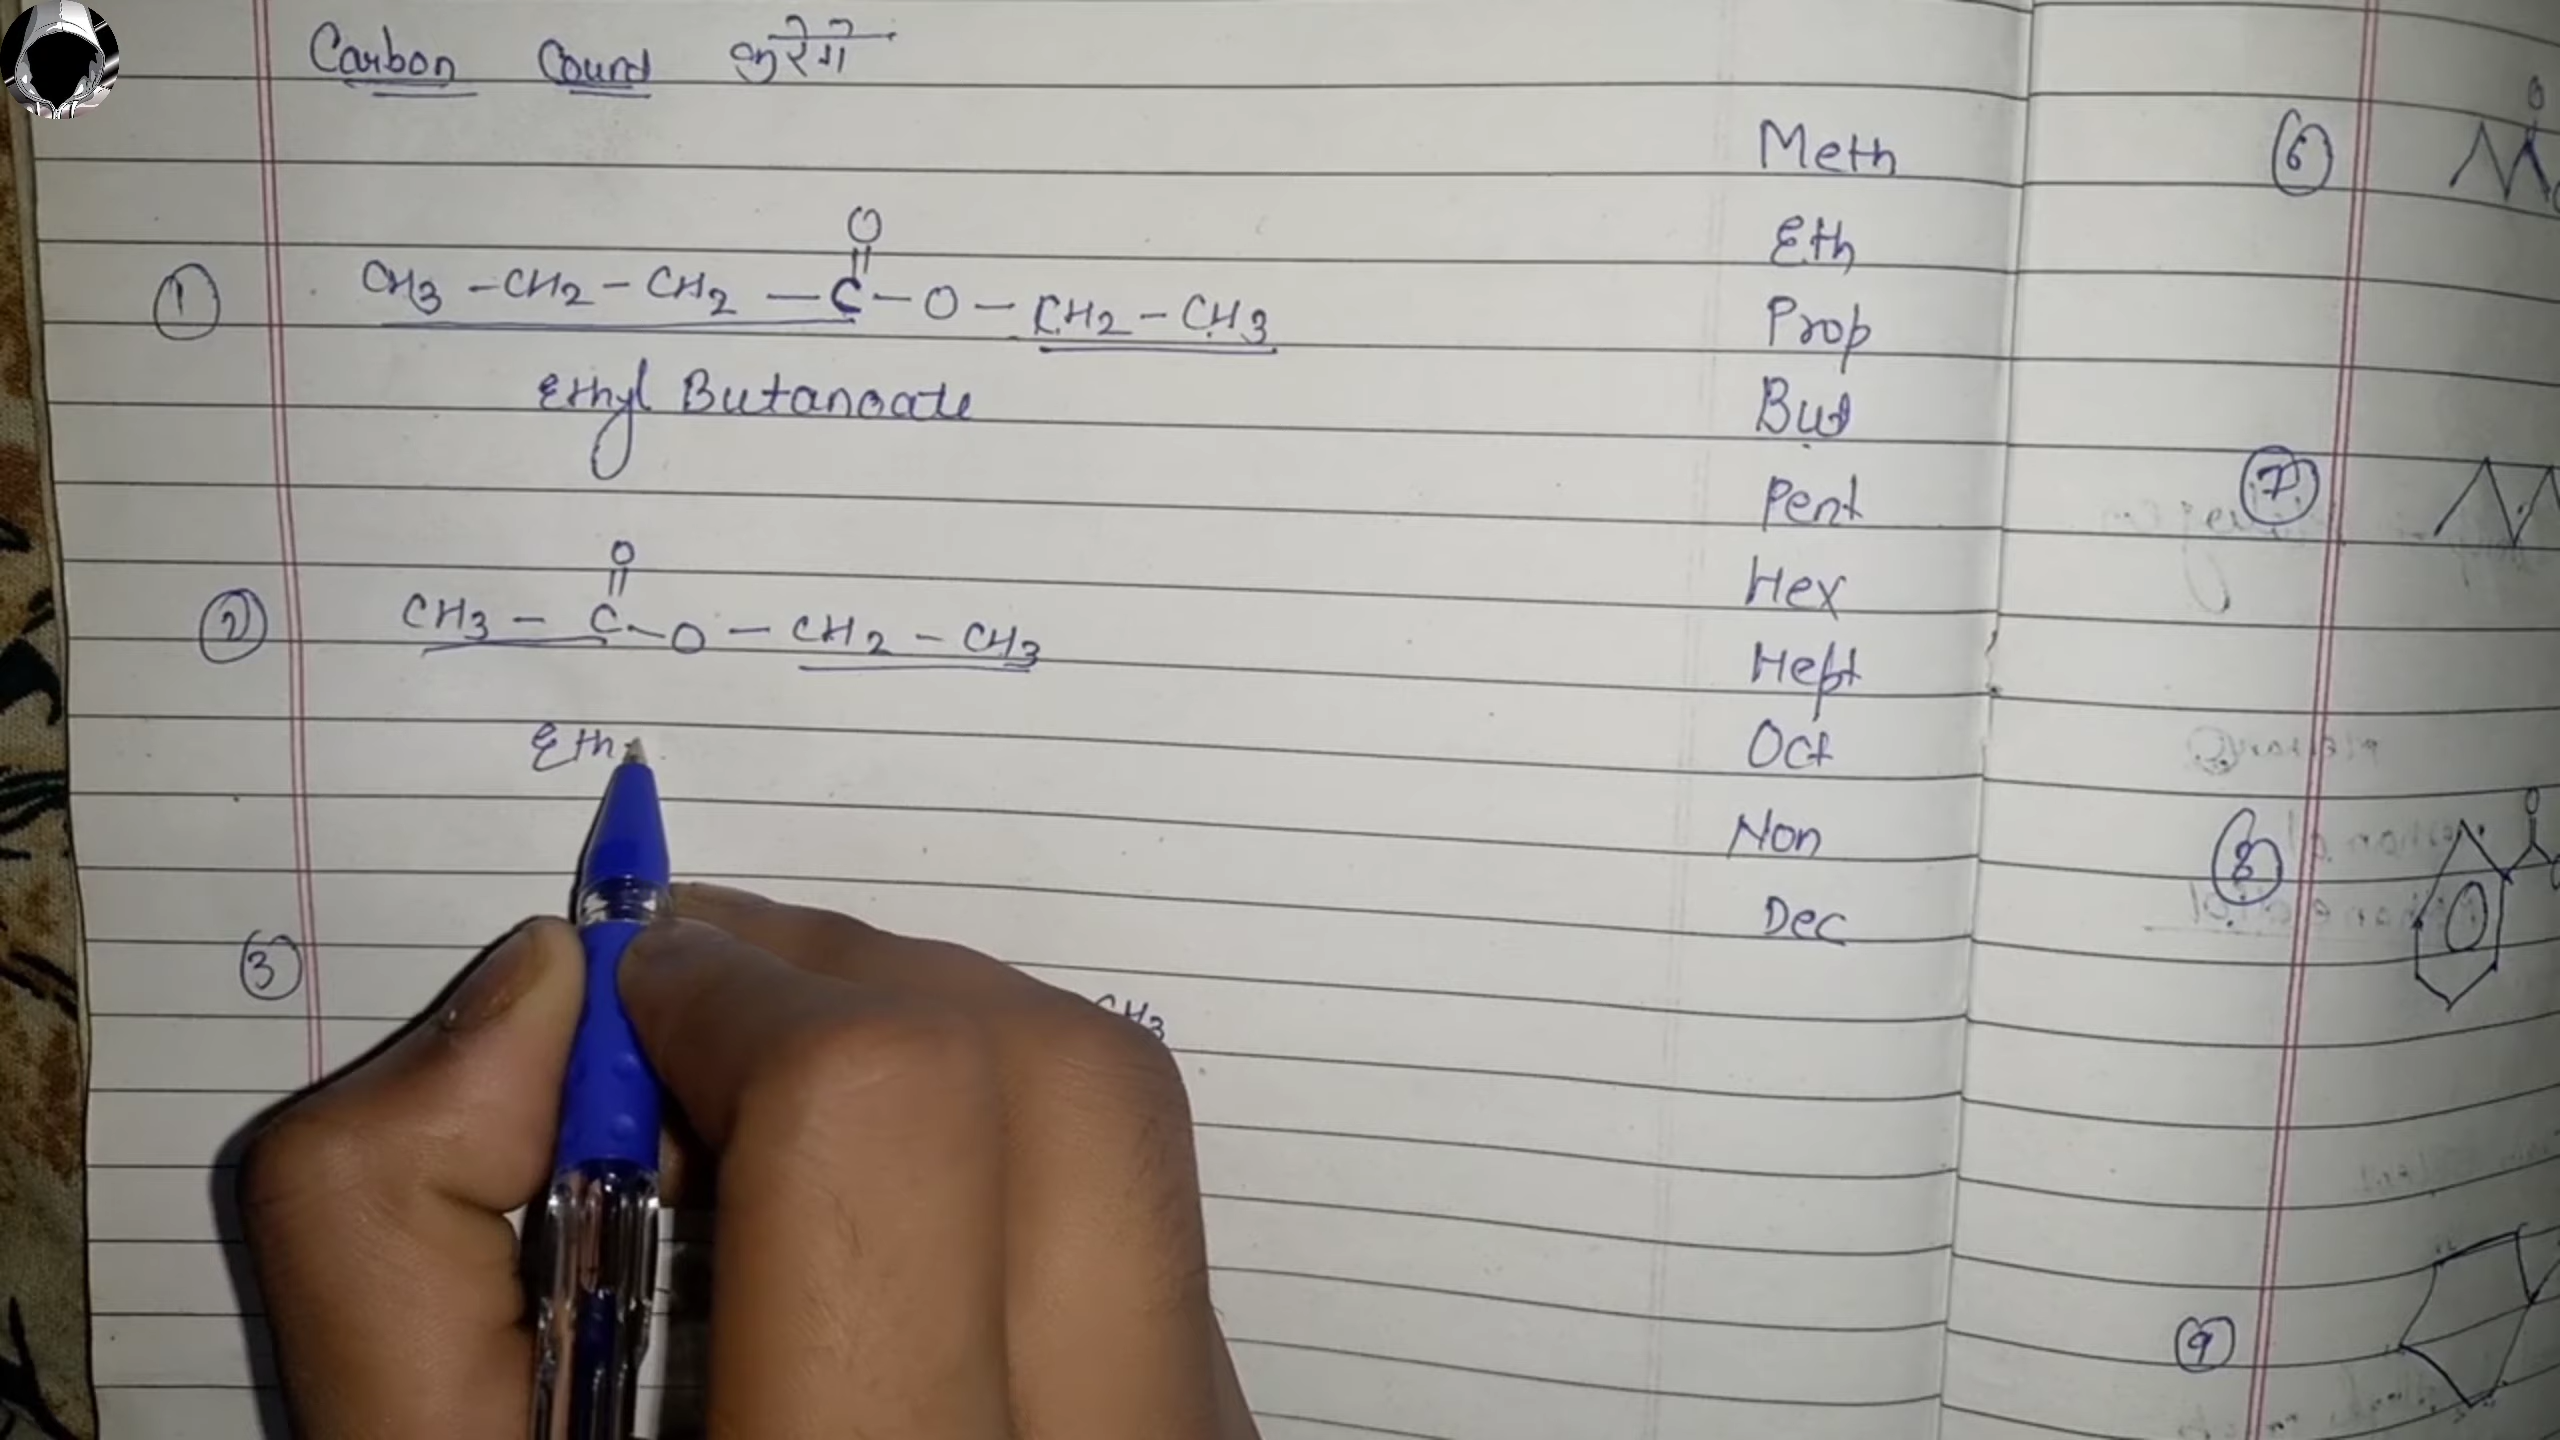 Carbon Count करेंगे
① CH3 - CH2 - CH2 - C - O - CH2 - CH3
O
Ethyl Butanoate
② CH3 - C - O - CH2 - CH3
O
Eth
③
CH3
Meth
Eth
Prop
But
Pent
Hex
Hept
Oct
Non
Dec
⑥
O
⑦
⑧
O
⑨